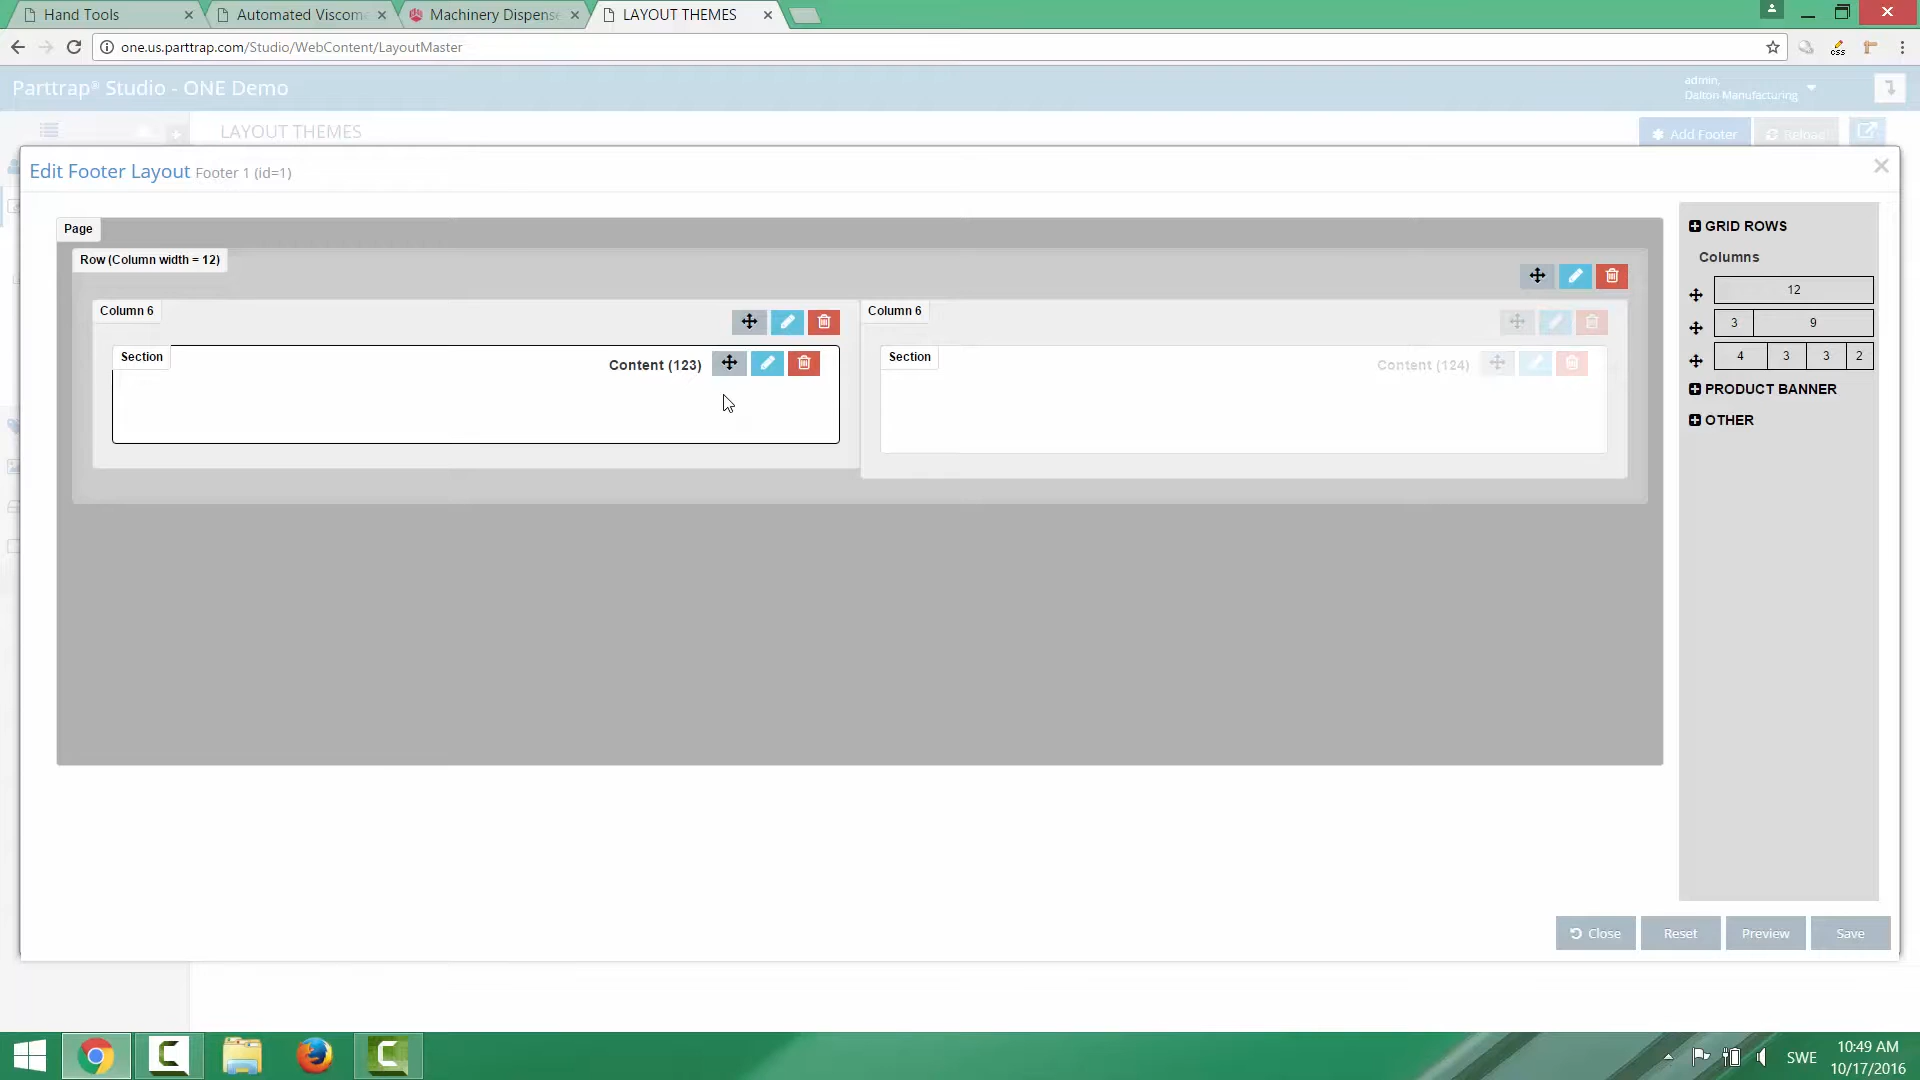 Hand Tools
Automated Viscom
Machinery Dispens
LAYOUT THEMES
one.us.parttrap.com/Studio/WebContent/LayoutMaster
css
Parttrap® Studio - ONE Demo
admin,
Dalton Manufacturing
LAYOUT THEMES
Add Footer
Reload
Edit Footer Layout Footer 1 (id=1)
Page
Row (Column width = 12)
Column 6
Column 6
Section
Content (123)
Section
Content (124)
GRID ROWS
Columns
12
3 9
4 3 3 2
PRODUCT BANNER
OTHER
Close
Reset
Preview
Save
SWE
10:49 AM
10/17/2016